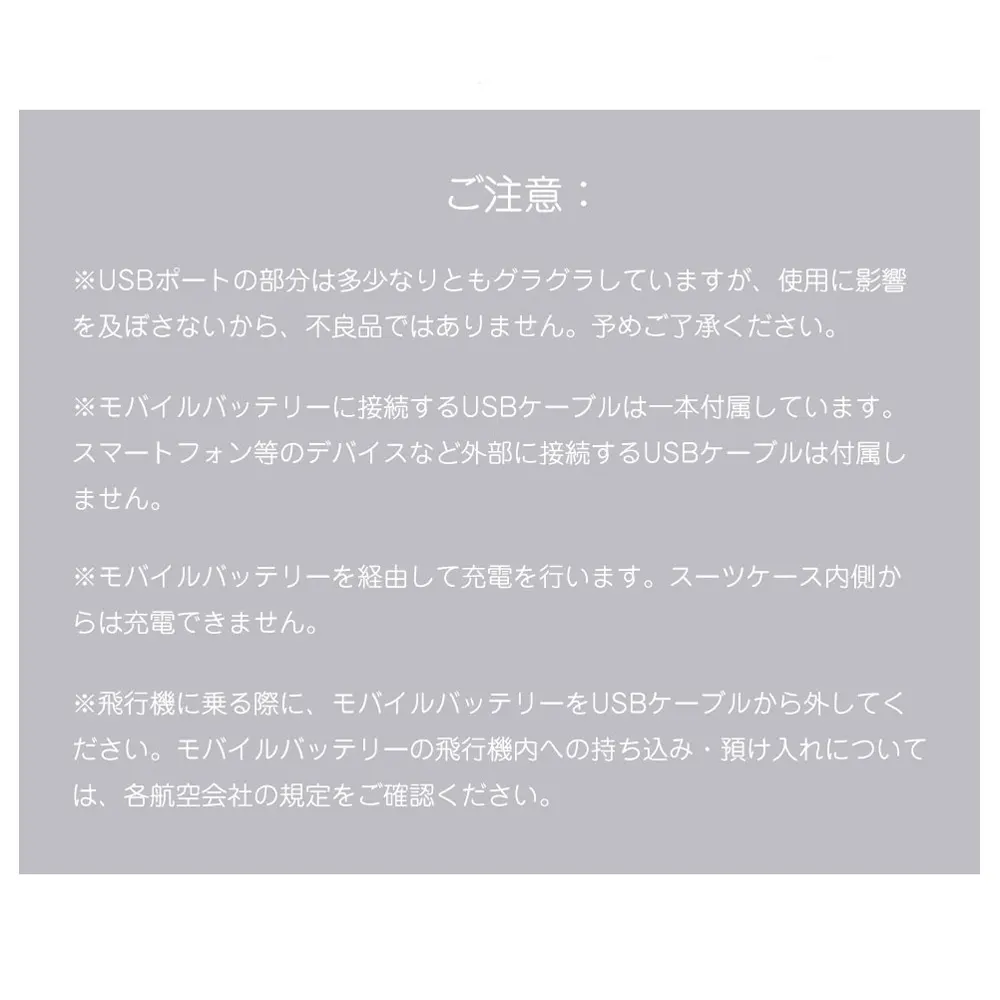 ご注意：
※USBポートの部分は多少なりともグラグラしていますが、使用に影響
を及ぼさないから、不良品ではありません。予めご了承ください。
※モバイルバッテリーに接続するUSBケーブルは一本付属しています。
スマートフォン等のデバイスなど外部に接続するUSBケーブルは付属し
ません。
※モバイルバッテリーを経由して充電を行います。スーツケース内側か
らは充電できません。
※飛行機に乗る際に、モバイルバッテリーをUSBケーブルから外してく
ださい。モバイルバッテリーの飛行機内への持ち込み・預け入れについて
は、各航空会社の規定をご確認ください。